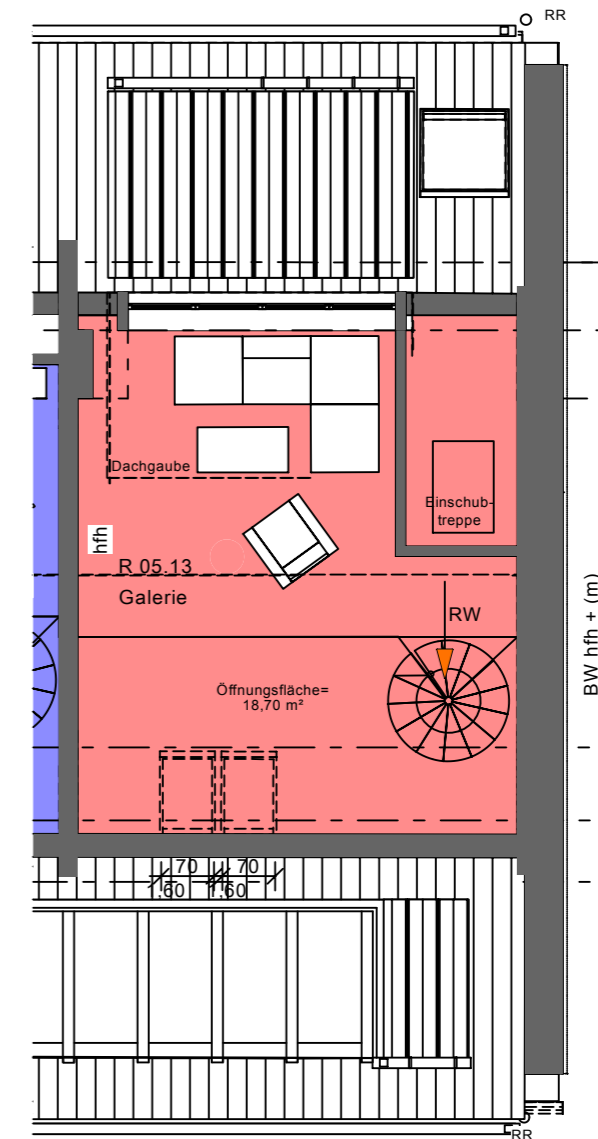 RR
Dachgaube
Einschub-
treppe
hfh
R 05.13
Galerie
RW
BW hfh + (m)
Öffnungsfläche=
18,70 m²
70 70
,60 1,60
RR